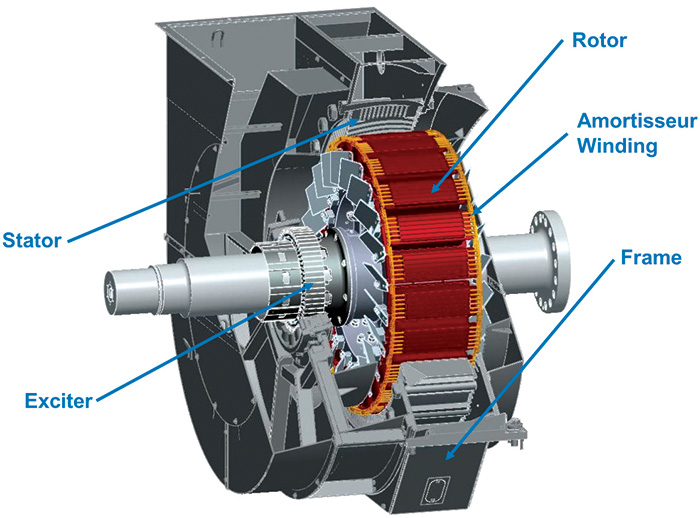 Rotor
Amortisseur
Winding
Stator
Frame
Exciter